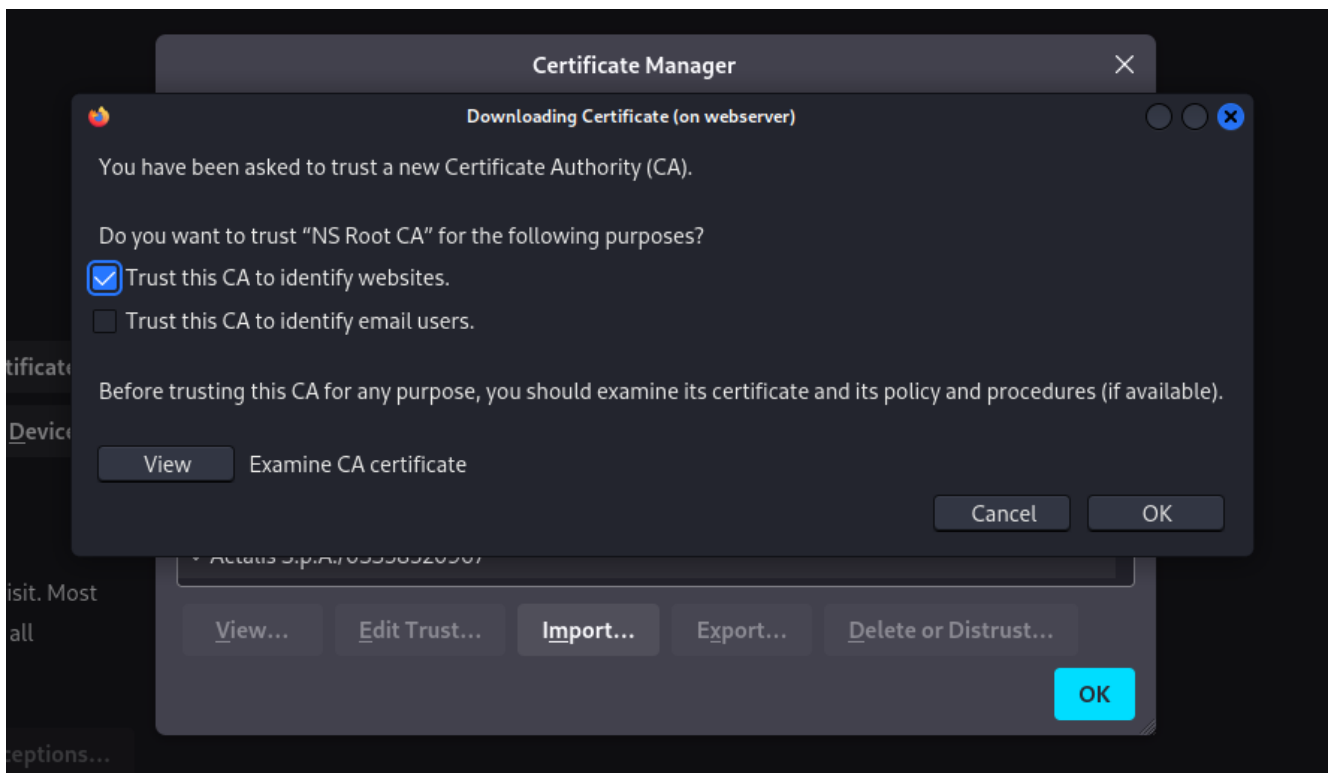 Certificate Manager
Downloading Certificate (on webserver)
You have been asked to trust a new Certificate Authority (CA).
Do you want to trust “NS Root CA” for the following purposes?
Trust this CA to identify websites.
Trust this CA to identify email users.
tificate
Before trusting this CA for any purpose, you should examine its certificate and its policy and procedures (if available).
Device
View Examine CA certificate
Cancel OK
Actalis S.p.A./03358520967
isit. Most
all
View... Edit Trust... Import... Export... Delete or Distrust...
OK
ceptions...